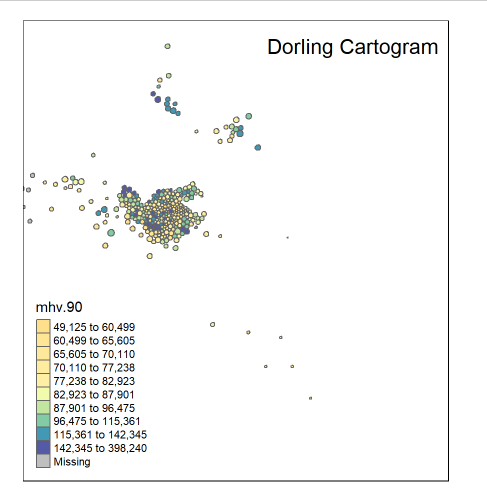 Dorling Cartogram
mhv.90
49,125 to 60,499
60,499 to 65,605
65,605 to 70,110
70,110 to 77,238
77,238 to 82,923
82,923 to 87,901
87,901 to 96,475
96,475 to 115,361
115,361 to 142,345
142,345 to 398,240
Missing